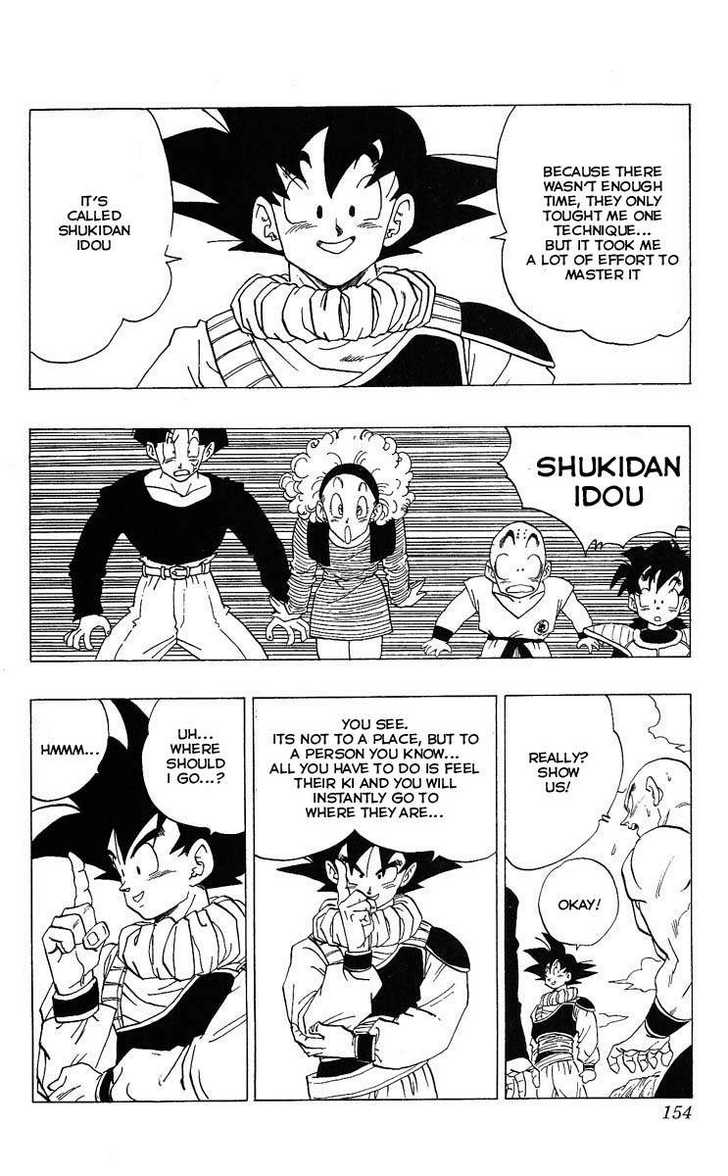 BECAUSE THERE
WASN'T ENOUGH
TIME, THEY ONLY
TOUGHT ME ONE
TECHNIQUE...
BUT IT TOOK ME
A LOT OF EFFORT TO
MASTER IT
IT'S
CALLED
SHUKIDAN
IDOU
SHUKIDAN
IDOU
REALLY?
SHOW
US!
OKAY!
YOU SEE.
ITS NOT TO A PLACE, BUT TO
A PERSON YOU KNOW...
ALL YOU HAVE TO DO IS FEEL
THEIR KI AND YOU WILL
INSTANTLY GO TO
WHERE THEY ARE...
UH...
WHERE
SHOULD
I GO...?
HMMM...
154